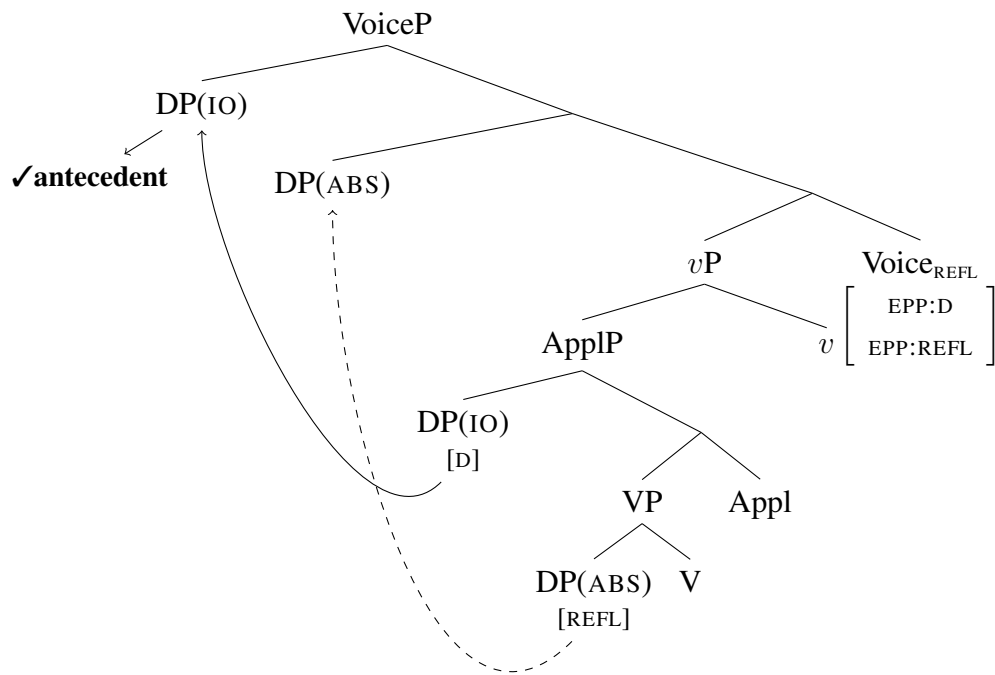 VoiceP
DP(IO)
✓antecedent
DP(ABS)
vP
Voice_REFL
EPP:D
EPP:REFL
ApplP
v
DP(IO)
[D]
VP
Appl
DP(ABS)
V
[REFL]